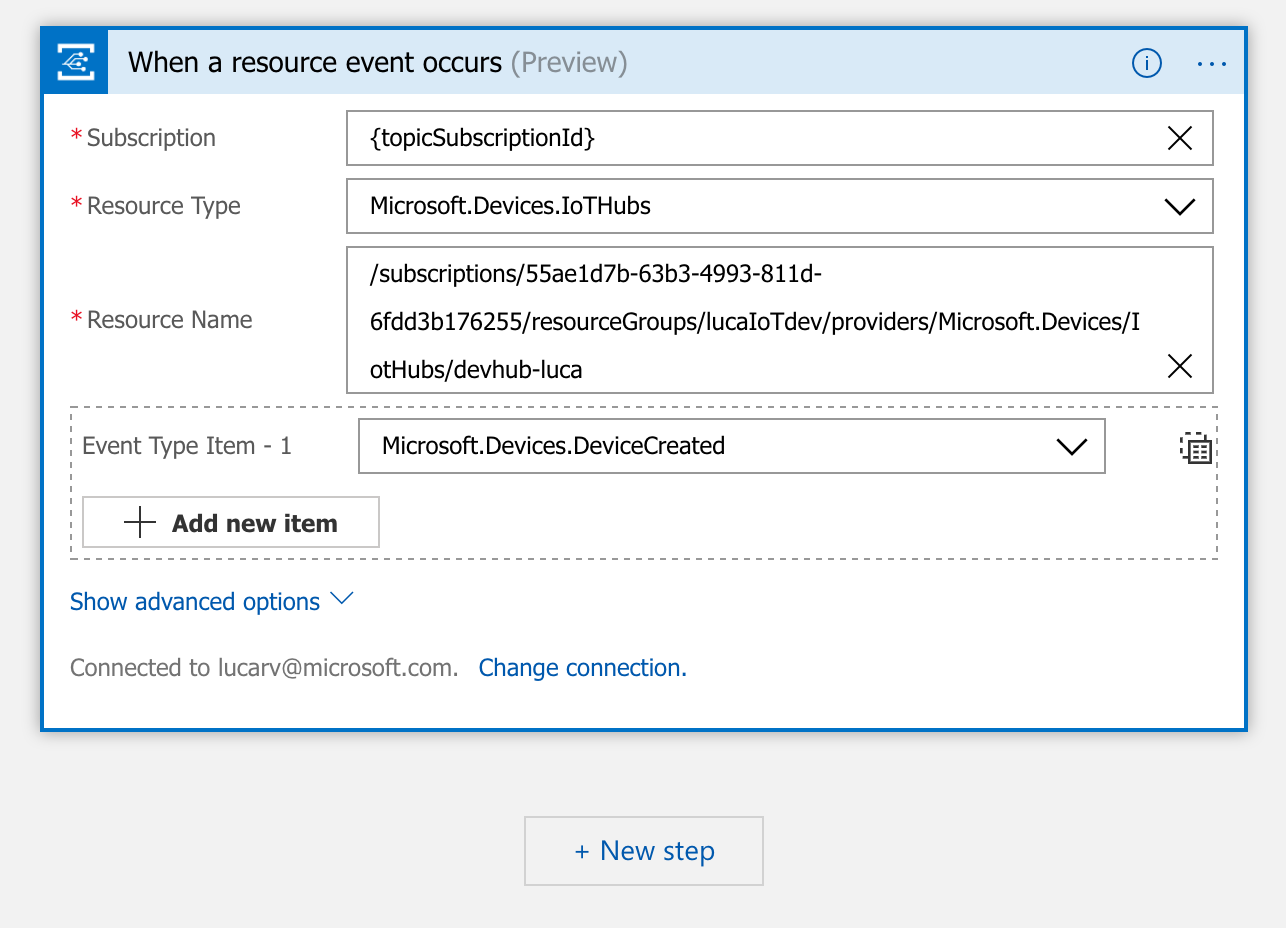 When a resource event occurs (Preview)
* Subscription
{topicSubscriptionId}
* Resource Type
Microsoft.Devices.IoTHubs
* Resource Name
/subscriptions/55ae1d7b-63b3-4993-811d-
6fdd3b176255/resourceGroups/lucaIoTdev/providers/Microsoft.Devices/I
otHubs/devhub-luca
Event Type Item - 1
Microsoft.Devices.DeviceCreated
Add new item
Show advanced options
Connected to lucarv@microsoft.com. Change connection.
+ New step